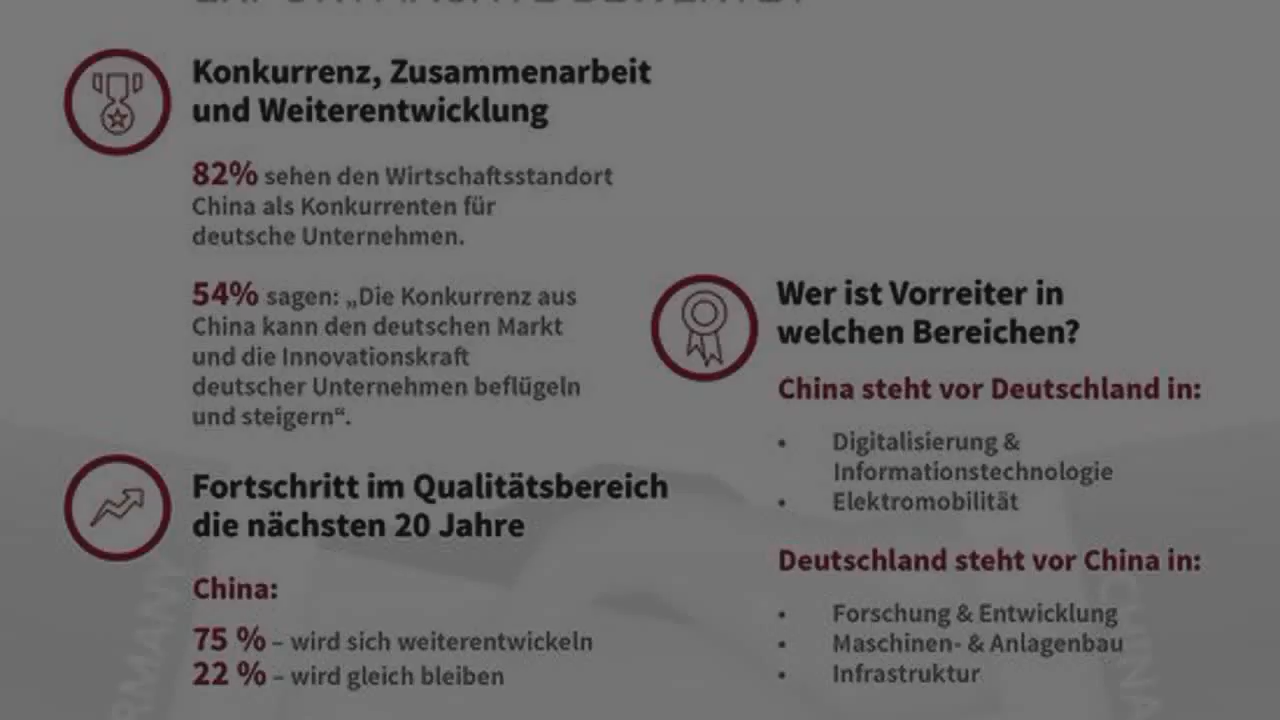 Konkurrenz, Zusammenarbeit
und Weiterentwicklung
82% sehen den Wirtschaftsstandort
China als Konkurrenten für
deutsche Unternehmen.
54% sagen: „Die Konkurrenz aus
China kann den deutschen Markt
und die Innovationskraft
deutscher Unternehmen beflügeln
und steigern“.
Fortschritt im Qualitätsbereich
die nächsten 20 Jahre
China:
75 % – wird sich weiterentwickeln
22 % – wird gleich bleiben
Wer ist Vorreiter in
welchen Bereichen?
China steht vor Deutschland in:
• Digitalisierung &
Informationstechnologie
• Elektromobilität
Deutschland steht vor China in:
• Forschung & Entwicklung
• Maschinen- & Anlagenbau
• Infrastruktur
RMANY
CHINA